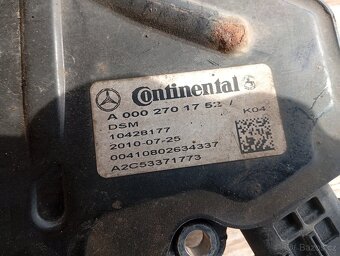 Continental
A 000 270 17 52 /
DSM K04
10428177
2010-07-25
00410802634337
A2C53371773